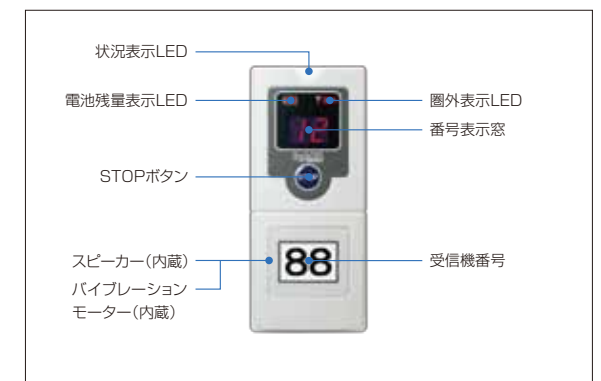 状況表示LED
電池残量表示LED
圏外表示LED
番号表示窓
12
STOPボタン
スピーカー(内蔵)
88
受信機番号
バイブレーション
モーター(内蔵)